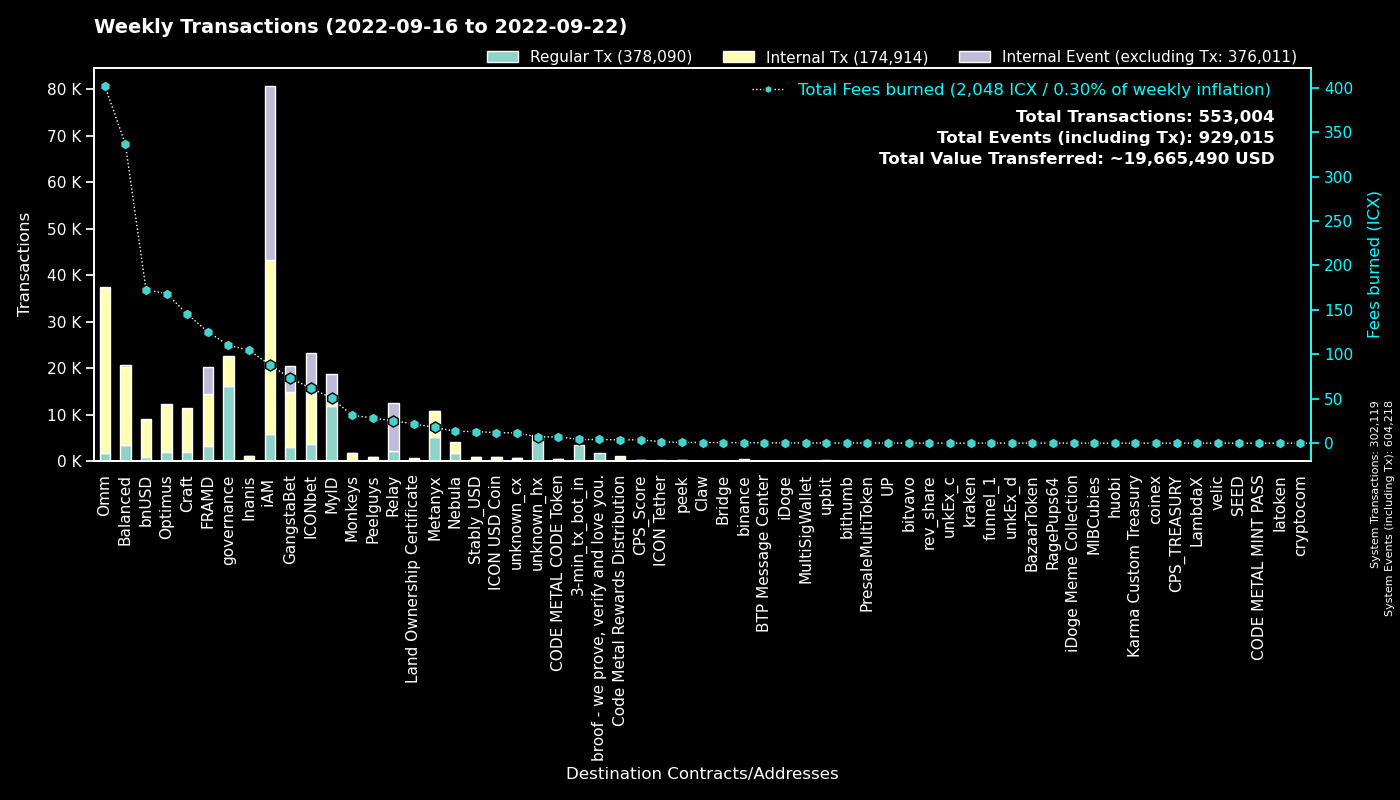 Weekly Transactions (2022-09-16 to 2022-09-22)
Regular Tx (378,090)
Internal Tx (174,914)
Internal Event (excluding Tx: 376,011)
Total Fees burned (2,048 ICX / 0.30% of weekly inflation)
Total Transactions: 553,004
Total Events (including Tx): 929,015
Total Value Transferred: ~19,665,490 USD
Transactions
80 K
70 K
60 K
50 K
40 K
30 K
20 K
10 K
0 K
400
350
300
250
200
150
100
50
0
Fees burned (ICX)
System Transactions: 302,119
System Events (including Tx): 604,218
Omm
Balanced
bnUSD
Optimus
Craft
FRAMD
governance
Inanis
iAM
GangstaBet
ICONbet
MyID
Monkeys
Peelguys
Relay
Land Ownership Certificate
Metanyx
Nebula
Stably_USD
ICON USD Coin
unknown_cx
unknown_hx
CODE METAL CODE Token
3-min_tx_bot_in
broof - we prove, verify and love you.
Code Metal Rewards Distribution
CPS_Score
ICON Tether
peek
Claw
Bridge
binance
BTP Message Center
iDoge
MultiSigWallet
upbit
bithumb
PresaleMultiToken
UP
bitvavo
rev_share
unkEx_c
kraken
funnel_1
unkEx_d
BazaarToken
RagePups64
iDoge Meme Collection
MIBCubies
huobi
Karma Custom Treasury
coinex
CPS_TREASURY
LambdaX
velic
SEED
CODE METAL MINT PASS
latoken
cryptocom
Destination Contracts/Addresses